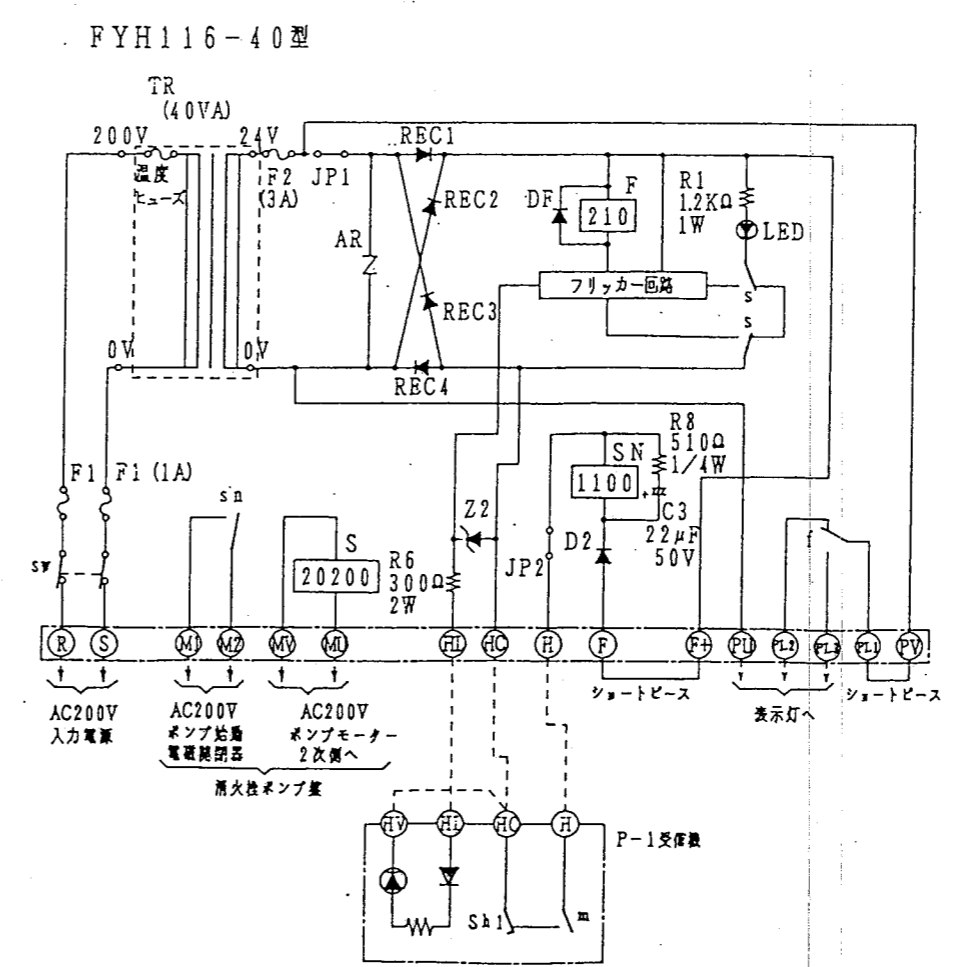 FYH116-40型
TR
(40VA)
200V
24V
温度
ヒューズ
F2
(3A)
JP1
REC1
REC2
REC3
REC4
AR
0V
0V
DF
F
210
R1
1.2KΩ
1W
LED
フリッカー回路
s
s
F1
F1 (1A)
sw
sn
S
20200
R6
300Ω
2W
Z2
JP2
D2
SN
1100
R8
510Ω
1/4W
+
C3
22μF
50V
f
R
S
M1
M2
MV
MU
HL
HC
H
F
F+
PL2
PL3
PL1
PV
AC200V
入力電源
AC200V
ポンプ始動
電磁開閉器
AC200V
ポンプモーター
2次側へ
消火栓ポンプ盤
ショートピース
表示灯へ
ショートピース
HV
HL
HC
H
P-1受信機
Sh1
m